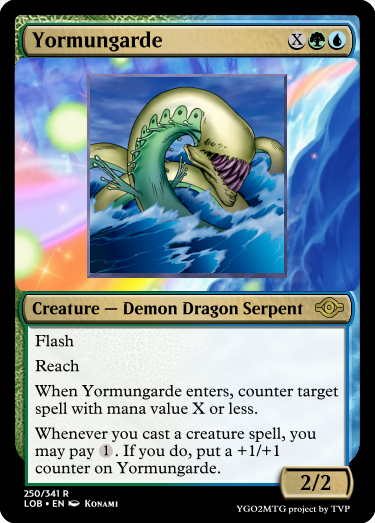 Yormungarde X
Creature — Demon Dragon Serpent
Flash
Reach
When Yormungarde enters, counter target
spell with mana value X or less.
Whenever you cast a creature spell, you
may pay 1. If you do, put a +1/+1
counter on Yormungarde.
2/2
250/341 R
LOB • EN Konami
YGO2MTG project by TVP